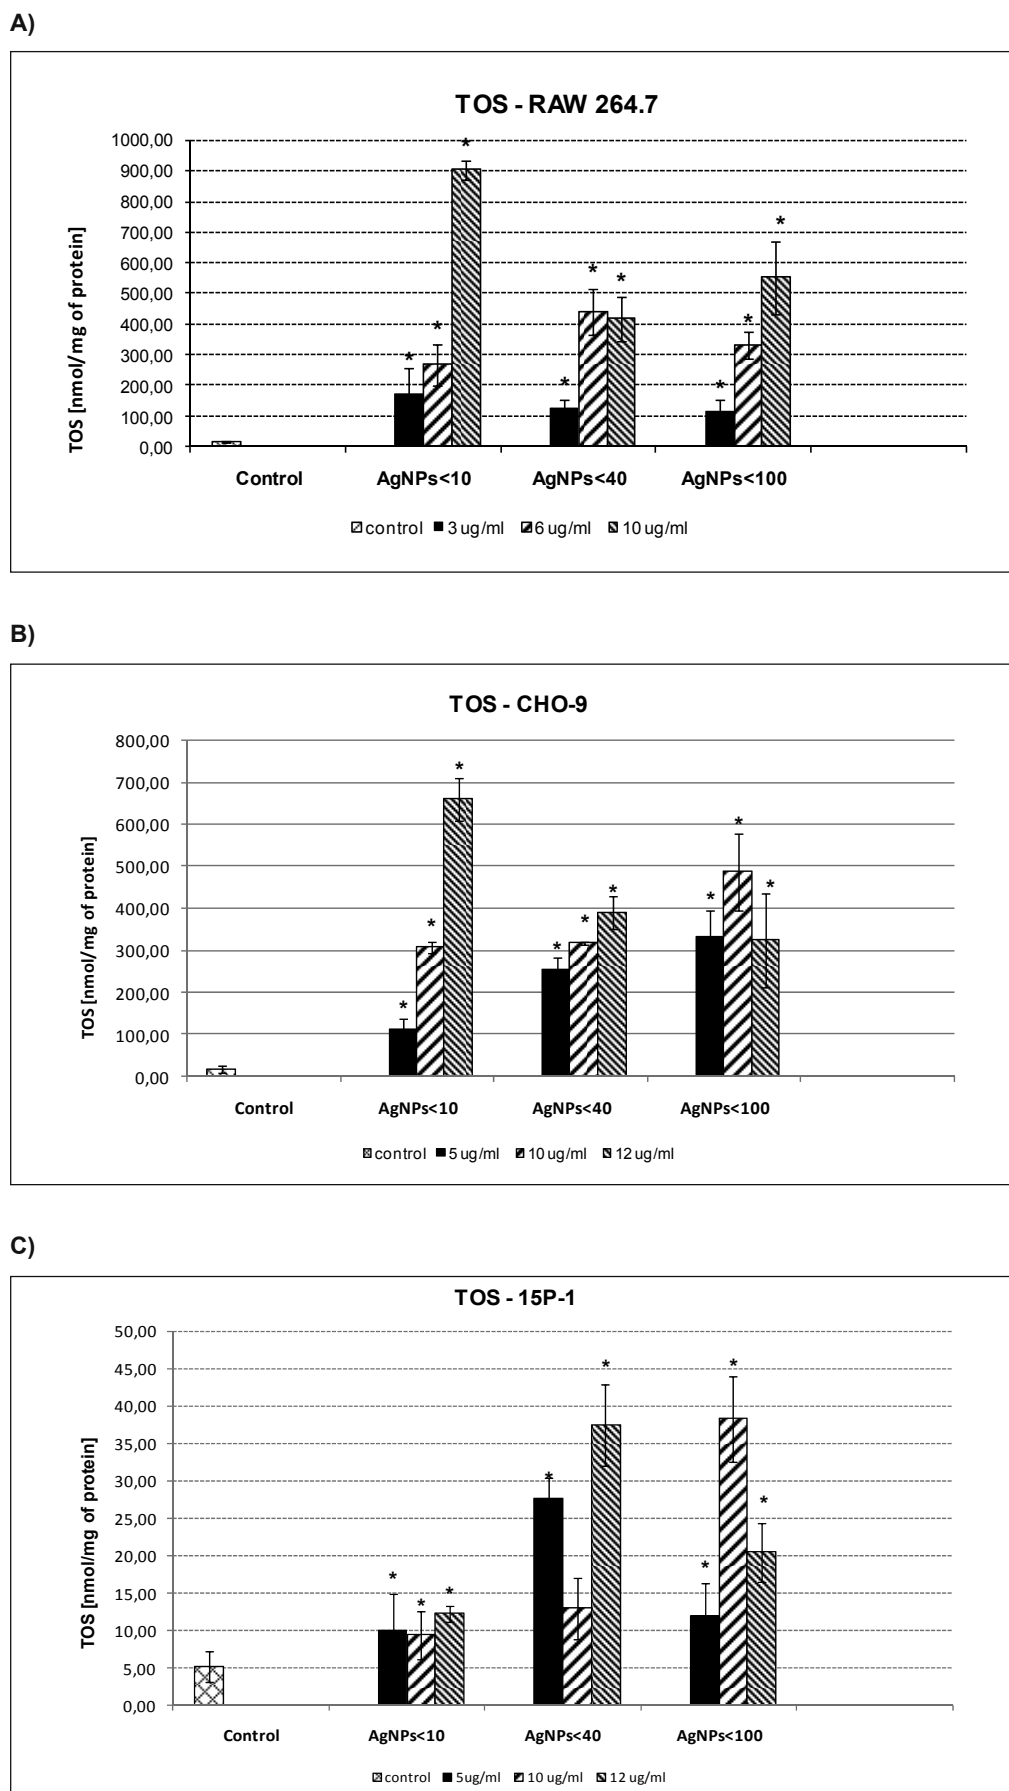 A)
TOS - RAW 264.7
TOS [nmol/mg of protein]
1000,00
900,00
800,00
700,00
600,00
500,00
400,00
300,00
200,00
100,00
0,00
* * * * * * * * *
Control AgNPs<10 AgNPs<40 AgNPs<100
control 3 ug/ml 6 ug/ml 10 ug/ml
B)
TOS - CHO-9
TOS [nmol/mg of protein]
800,00
700,00
600,00
500,00
400,00
300,00
200,00
100,00
0,00
* * * * * * * * *
Control AgNPs<10 AgNPs<40 AgNPs<100
control 5 ug/ml 10 ug/ml 12 ug/ml
C)
TOS - 15P-1
TOS [nmol/mg of protein]
50,00
45,00
40,00
35,00
30,00
25,00
20,00
15,00
10,00
5,00
0,00
* * * * * * * *
Control AgNPs<10 AgNPs<40 AgNPs<100
control 5ug/ml 10 ug/ml 12 ug/ml